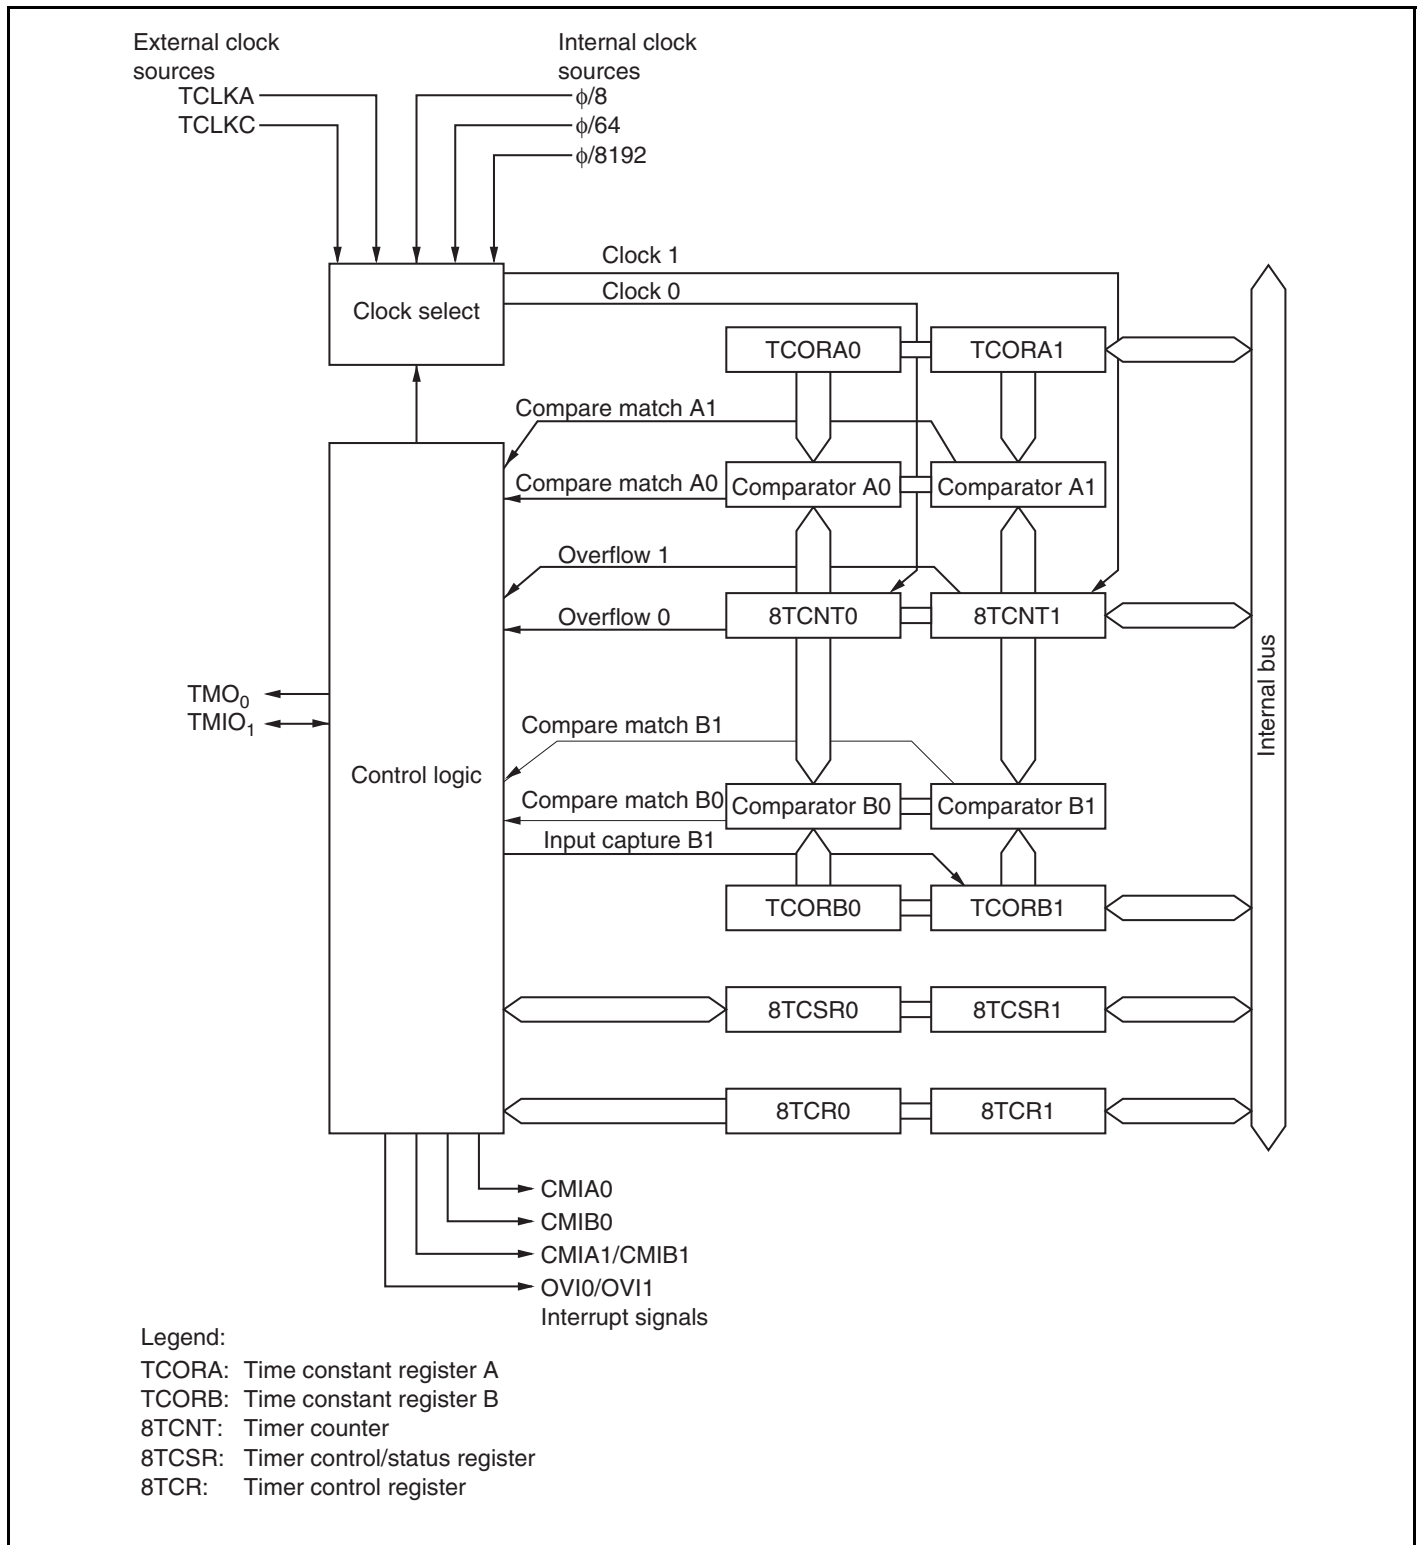 External clock
sources
Internal clock
sources
TCLKA
ϕ/8
TCLKC
ϕ/64
ϕ/8192
Clock 1
Clock 0
Clock select
TCORA0
TCORA1
Compare match A1
Compare match A0
Comparator A0
Comparator A1
Overflow 1
Overflow 0
8TCNT0
8TCNT1
Internal bus
TMO0
TMIO1
Compare match B1
Control logic
Compare match B0
Comparator B0
Comparator B1
Input capture B1
TCORB0
TCORB1
8TCSR0
8TCSR1
8TCR0
8TCR1
CMIA0
CMIB0
CMIA1/CMIB1
OVI0/OVI1
Interrupt signals
Legend:
TCORA: Time constant register A
TCORB: Time constant register B
8TCNT: Timer counter
8TCSR: Timer control/status register
8TCR: Timer control register